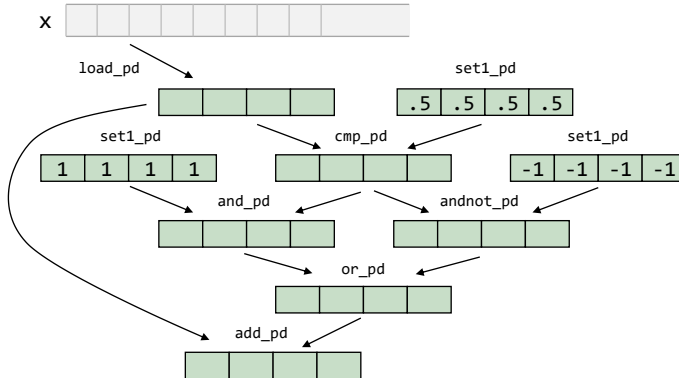 x
load_pd
set1_pd
.5 .5 .5 .5
set1_pd
cmp_pd
set1_pd
1 1 1 1
-1 -1 -1 -1
and_pd
andnot_pd
or_pd
add_pd